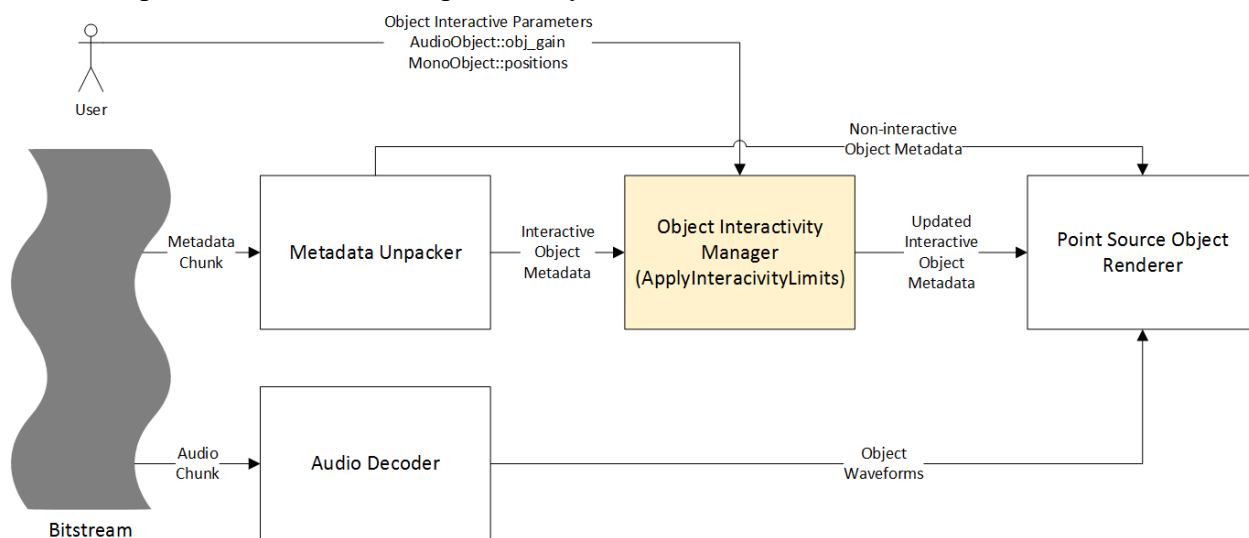 Object Interactive Parameters
AudioObject::obj_gain
MonoObject::positions
User
Non-interactive
Object Metadata
Metadata
Chunk
Metadata Unpacker
Interactive
Object
Metadata
Object Interactivity
Manager
(ApplyInteracivityLimits)
Updated
Interactive
Object
Metadata
Point Source Object
Renderer
Audio
Chunk
Audio Decoder
Object
Waveforms
Bitstream